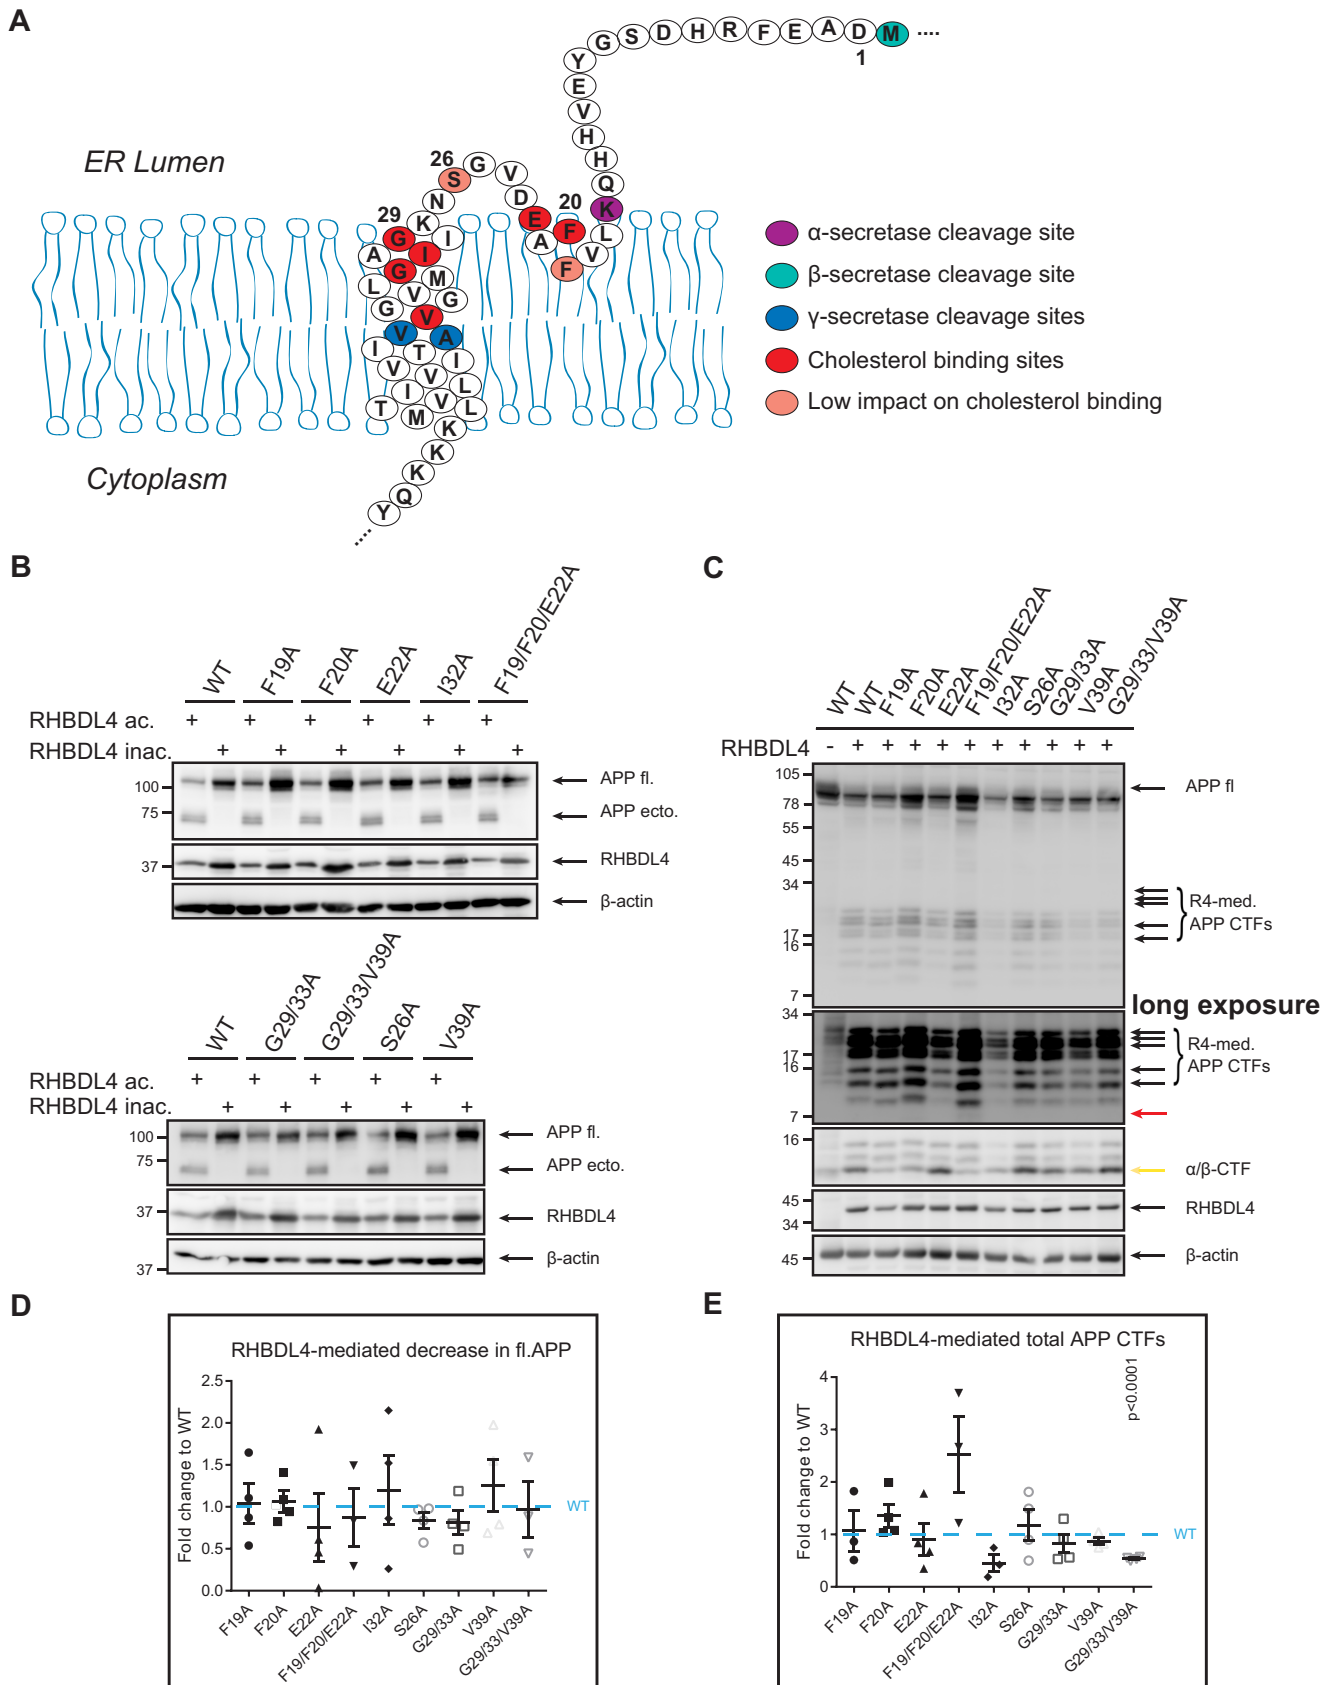 A
ER Lumen
Cytoplasm
Y G S D H R F E A D M ....
1
E
V
H
H
Q
K
L
V
F
F
20
A
E
D
V
G
S
26
N
K
G
29
I
A
I
G
M
L
V
G
G
V
V
A
I
T
I
V
V
L
I
V
L
T
M
K
K
K
Q
Y
....
α-secretase cleavage site
β-secretase cleavage site
γ-secretase cleavage sites
Cholesterol binding sites
Low impact on cholesterol binding
B
WT F19A F20A E22A I32A F19/F20/E22A
RHBDL4 ac. + + + + + +
RHBDL4 inac. + + + + + +
100
75
APP fl.
APP ecto.
37
RHBDL4
β-actin
WT G29/33A G29/33/V39A S26A V39A
RHBDL4 ac. + + + + +
RHBDL4 inac. + + + + +
100
75
APP fl.
APP ecto.
37
RHBDL4
37
β-actin
C
WT WT F19A F20A E22A F19/F20/E22A I32A S26A G29/33A V39A G29/33/V39A
RHBDL4 - + + + + + + + + + +
105
78
55
45
34
17
16
7
APP fl
R4-med.
APP CTFs
long exposure
34
17
16
7
R4-med.
APP CTFs
16
α/β-CTF
45
34
RHBDL4
45
β-actin
D
RHBDL4-mediated decrease in fl.APP
Fold change to WT
2.5
2.0
1.5
1.0
0.5
0.0
WT
F19A F20A E22A F19/F20/E22A I32A S26A G29/33A V39A G29/33/V39A
E
RHBDL4-mediated total APP CTFs
Fold change to WT
4
3
2
1
0
p<0.0001
WT
F19A F20A E22A F19/F20/E22A I32A S26A G29/33A V39A G29/33/V39A